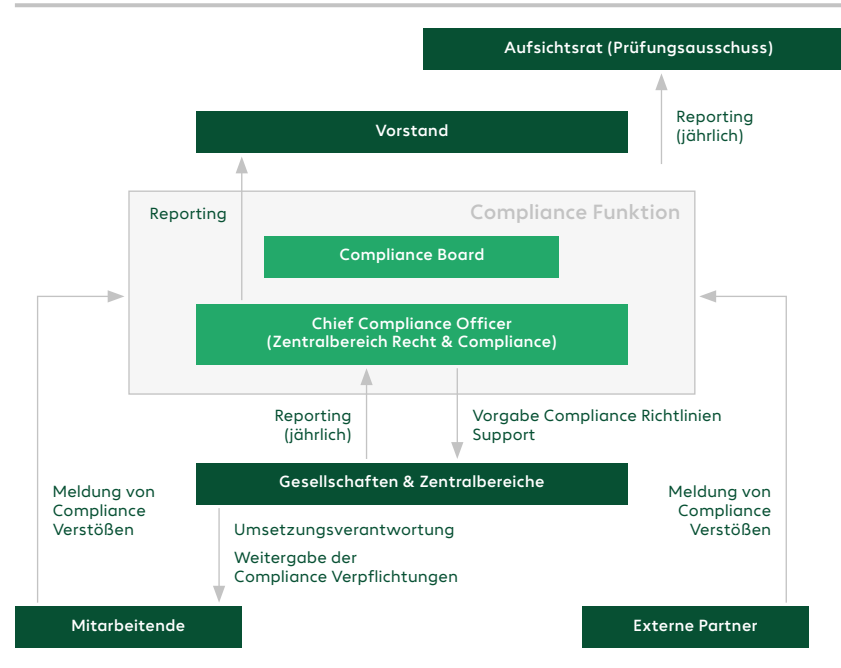 Aufsichtsrat (Prüfungsausschuss)
Reporting
(jährlich)
Vorstand
Reporting
Compliance Funktion
Compliance Board
Chief Compliance Officer
(Zentralbereich Recht & Compliance)
Reporting
(jährlich)
Vorgabe Compliance Richtlinien
Support
Gesellschaften & Zentralbereiche
Meldung von
Compliance
Verstößen
Umsetzungsverantwortung
Weitergabe der
Compliance Verpflichtungen
Meldung von
Compliance
Verstößen
Mitarbeitende
Externe Partner